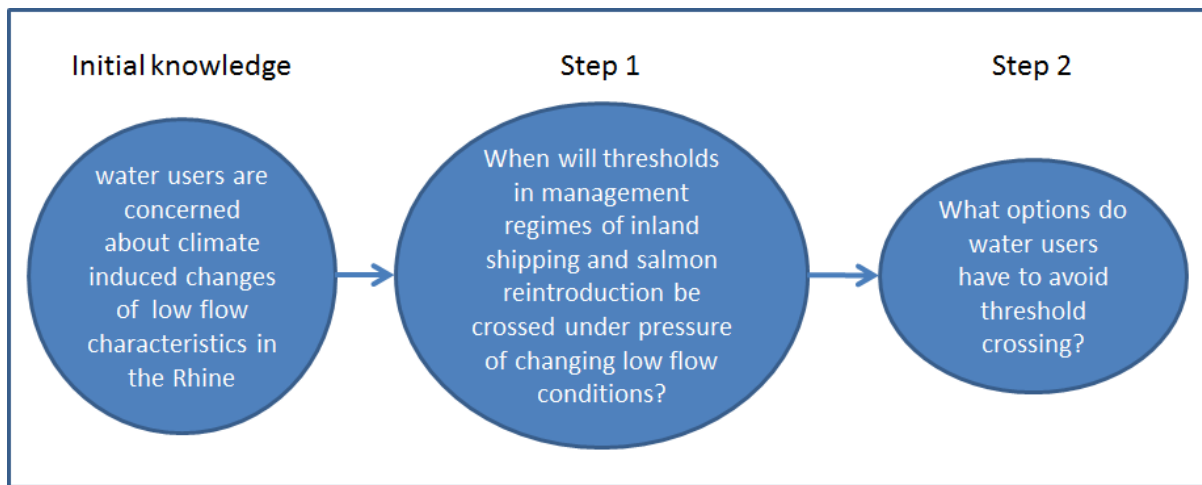 Initial knowledge
water users are
concerned
about climate
induced changes
of low flow
characteristics in
the Rhine
Step 1
When will thresholds
in management
regimes of inland
shipping and salmon
reintroduction be
crossed under pressure
of changing low flow
conditions?
Step 2
What options do
water users
have to avoid
threshold
crossing?